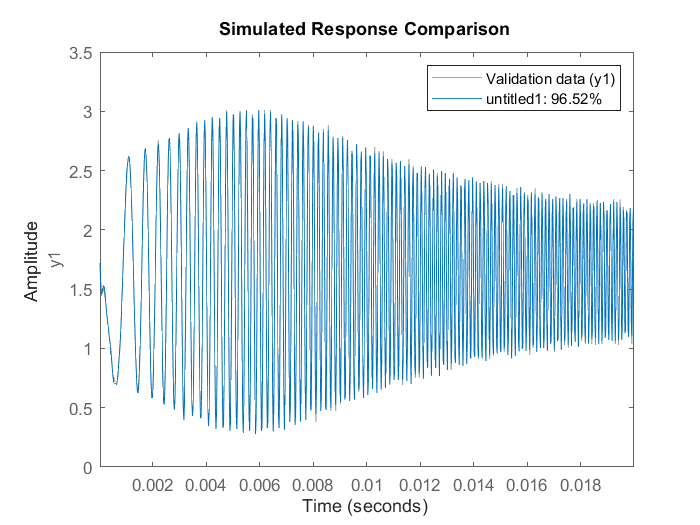 Simulated Response Comparison
Validation data (y1)
untitled1: 96.52%
Amplitude
y1
3.5
3
2.5
2
1.5
1
0.5
0
0.002 0.004 0.006 0.008 0.01 0.012 0.014 0.016 0.018
Time (seconds)